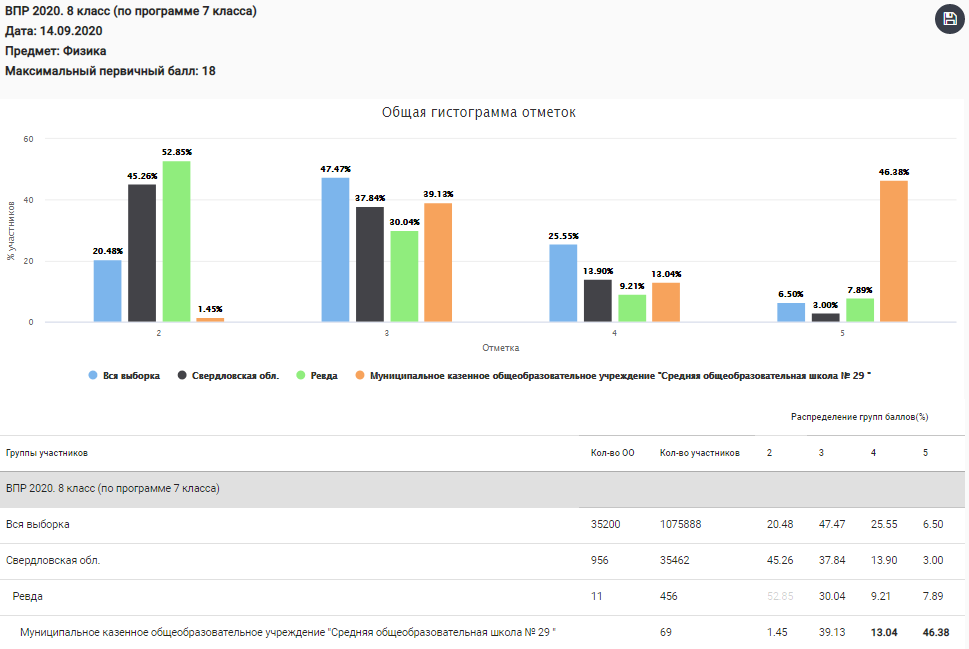 ВПР 2020. 8 класс (по программе 7 класса)
Дата: 14.09.2020
Предмет: Физика
Максимальный первичный балл: 18
Общая гистограмма отметок
60
40
20
0
% участников
20.48% 45.26% 52.85% 1.45%
47.47% 37.84% 30.04% 39.13%
25.55% 13.90% 9.21% 13.04%
6.50% 3.00% 7.89% 46.38%
2 3 4 5
Отметка
Вся выборка Свердловская обл. Ревда Муниципальное казенное общеобразовательное учреждение "Средняя общеобразовательная школа № 29 "
Распределение групп баллов(%)
Группы участников Кол-во ОО Кол-во участников 2 3 4 5
ВПР 2020. 8 класс (по программе 7 класса)
Вся выборка 35200 1075888 20.48 47.47 25.55 6.50
Свердловская обл. 956 35462 45.26 37.84 13.90 3.00
Ревда 11 456 52.85 30.04 9.21 7.89
Муниципальное казенное общеобразовательное учреждение "Средняя общеобразовательная школа № 29 " 69 1.45 39.13 13.04 46.38